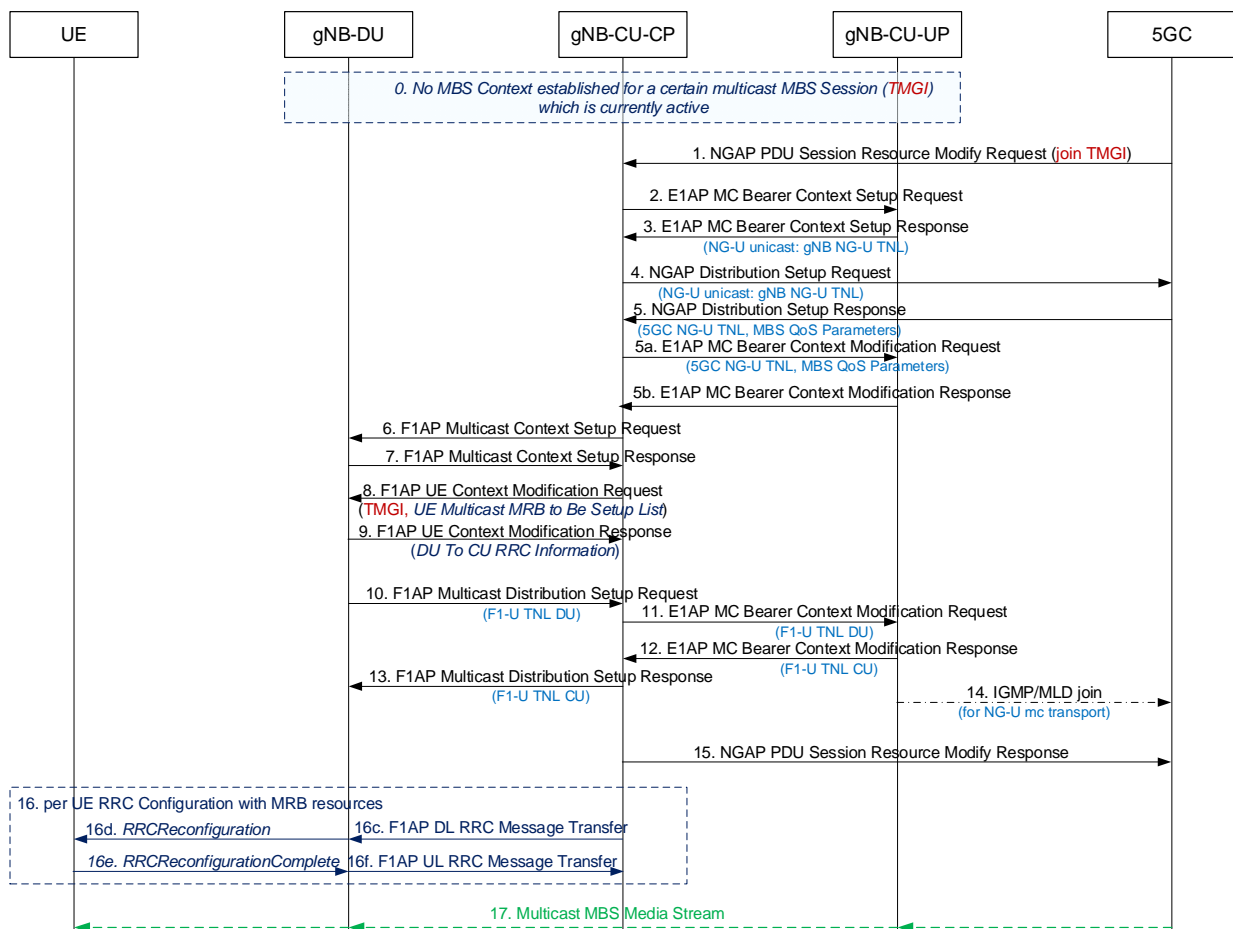 UE
gNB-DU
gNB-CU-CP
gNB-CU-UP
5GC
0. No MBS Context established for a certain multicast MBS Session (TMGI)
which is currently active
1. NGAP PDU Session Resource Modify Request (join TMGI)
2. E1AP MC Bearer Context Setup Request
3. E1AP MC Bearer Context Setup Response
(NG-U unicast: gNB NG-U TNL)
4. NGAP Distribution Setup Request
(NG-U unicast: gNB NG-U TNL)
5. NGAP Distribution Setup Response
(5GC NG-U TNL, MBS QoS Parameters)
5a. E1AP MC Bearer Context Modification Request
(5GC NG-U TNL, MBS QoS Parameters)
5b. E1AP MC Bearer Context Modification Response
6. F1AP Multicast Context Setup Request
7. F1AP Multicast Context Setup Response
8. F1AP UE Context Modification Request
(TMGI, UE Multicast MRB to Be Setup List)
9. F1AP UE Context Modification Response
(DU To CU RRC Information)
10. F1AP Multicast Distribution Setup Request
(F1-U TNL DU)
11. E1AP MC Bearer Context Modification Request
(F1-U TNL DU)
12. E1AP MC Bearer Context Modification Response
(F1-U TNL CU)
13. F1AP Multicast Distribution Setup Response
(F1-U TNL CU)
14. IGMP/MLD join
(for NG-U mc transport)
15. NGAP PDU Session Resource Modify Response
16. per UE RRC Configuration with MRB resources
16d. RRCReconfiguration
16c. F1AP DL RRC Message Transfer
16e. RRCReconfigurationComplete
16f. F1AP UL RRC Message Transfer
17. Multicast MBS Media Stream